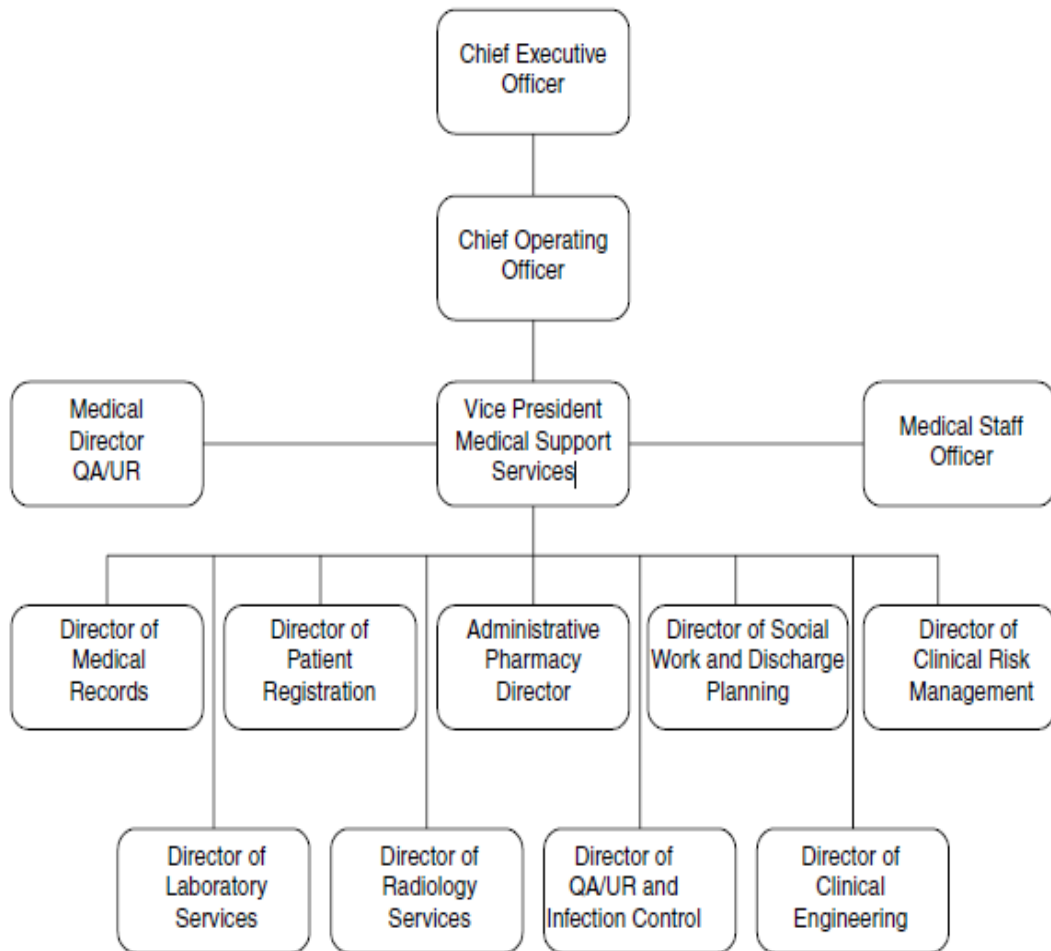 Chief Executive
Officer
Chief Operating
Officer
Medical
Director
QA/UR
Vice President
Medical Support
Services
Medical Staff
Officer
Director of
Medical
Records
Director of
Patient
Registration
Administrative
Pharmacy
Director
Director of Social
Work and Discharge
Planning
Director of
Clinical Risk
Management
Director of
Laboratory
Services
Director of
Radiology
Services
Director of
QA/UR and
Infection Control
Director of
Clinical
Engineering